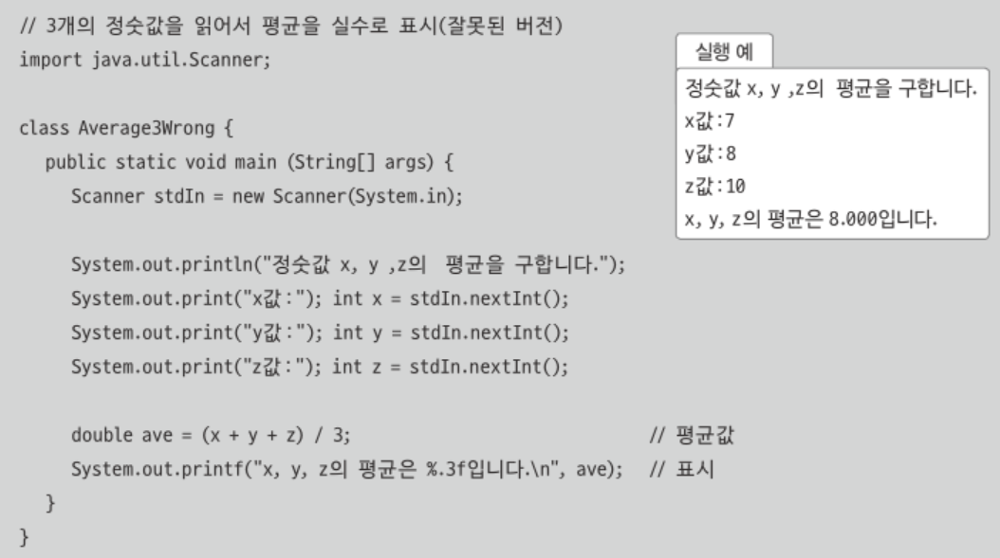 // 3개의 정숫값을 읽어서 평균을 실수로 표시(잘못된 버전)
import java.util.Scanner;
class Average3Wrong {
public static void main (String[] args) {
Scanner stdIn = new Scanner(System.in);
System.out.println("정숫값 x, y ,z의  평균을 구합니다.");
System.out.print("x값:"); int x = stdIn.nextInt();
System.out.print("y값:"); int y = stdIn.nextInt();
System.out.print("z값:"); int z = stdIn.nextInt();
double ave = (x + y + z) / 3; // 평균값
System.out.printf("x, y, z의 평균은 %.3f입니다.\n", ave); // 표시
}
}
실행 예
정숫값 x, y ,z의  평균을 구합니다.
x값:7
y값:8
z값:10
x, y, z의 평균은 8.000입니다.